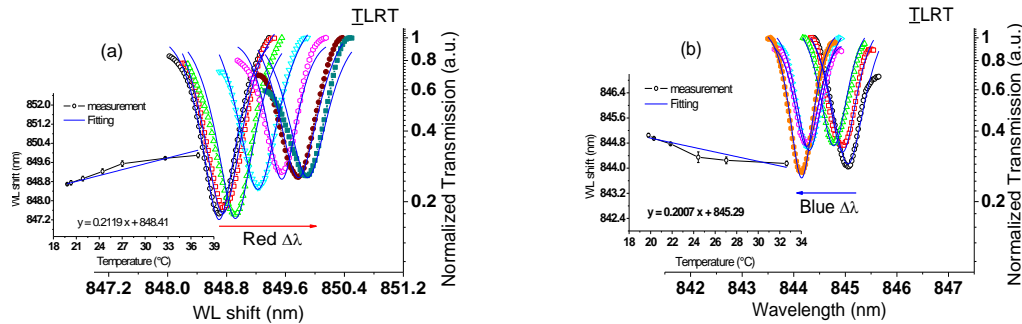 TLRT
(a)
measurement
Fitting
WL shift (nm)
852.0
851.2
850.4
849.6
848.8
848.0
847.2
y = 0.2119 x + 848.41
18 21 24 27 30 33 36 39
Temperature (°C)
Red Δλ
1
0.8
0.6
0.4
0.2
Normalized Transmission (a.u.)
847.2 848.0 848.8 849.6 850.4 851.2
WL shift (nm)
TLRT
(b)
measurement
Fitting
WL shift (nm)
846.4
845.6
844.8
844.0
843.2
842.4
y = 0.2007 x + 845.29
18 20 22 24 26 28 30 32 34
Temperature (°C)
Blue Δλ
1
0.8
0.6
0.4
0.2
Normalized Transmission (a.u.)
842 843 844 845 846 847
Wavelength (nm)